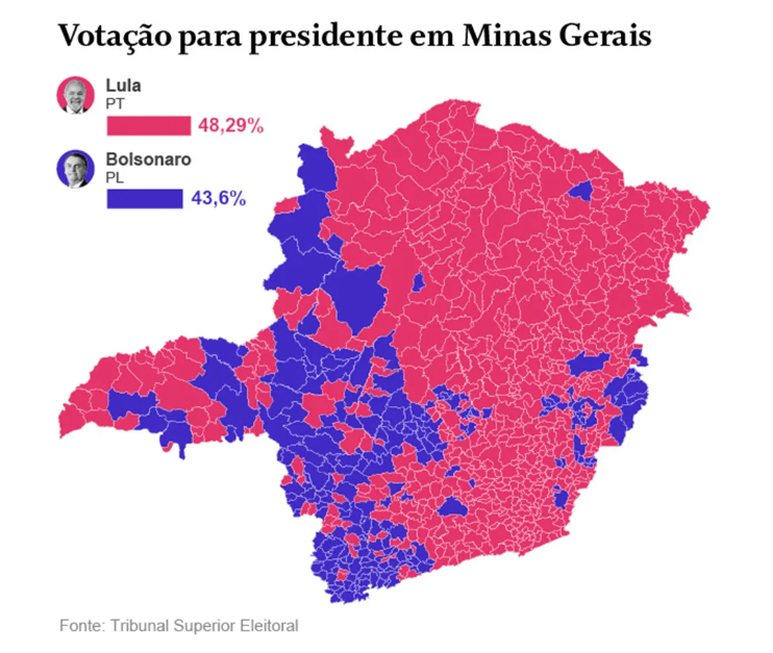 Votação para presidente em Minas Gerais
Lula
PT
48,29%
Bolsonaro
PL
43,6%
Fonte: Tribunal Superior Eleitoral